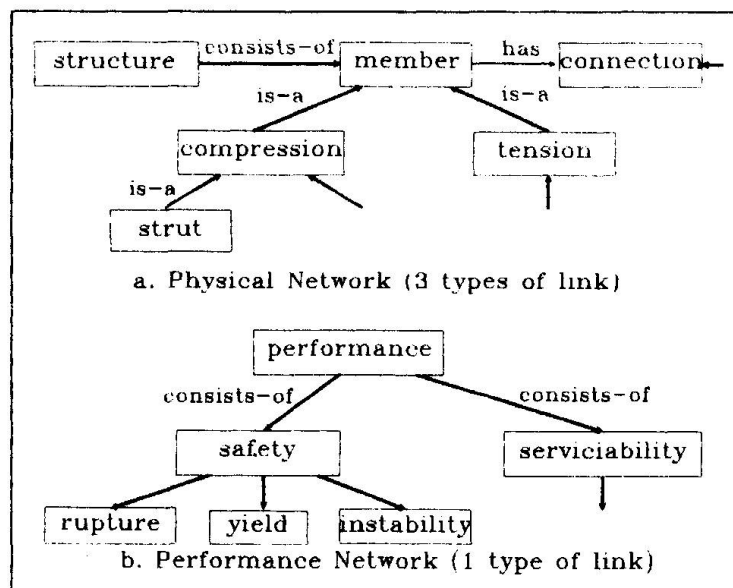 consists-of has
structure member connection
is-a is-a
compression tension
is-a
strut
a. Physical Network (3 types of link)
performance
consists-of consists-of
safety serviciability
rupture yield instability
b. Performance Network (1 type of link)